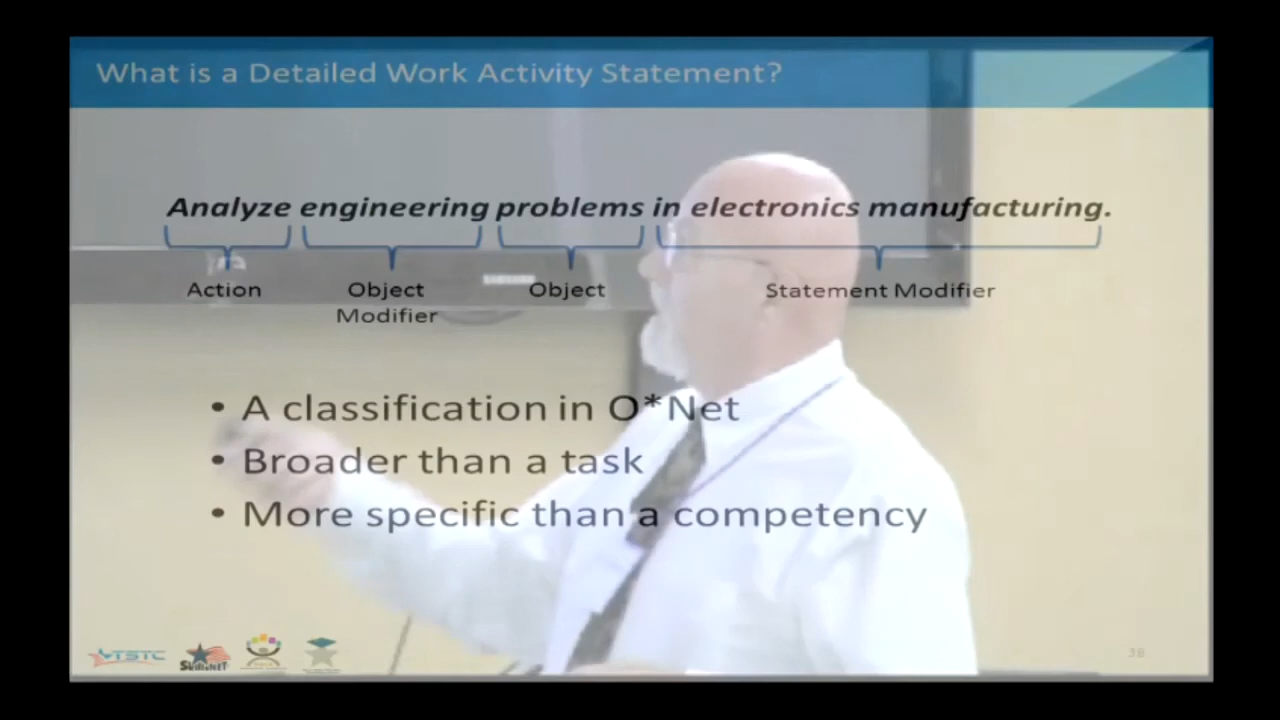 What is a Detailed Work Activity Statement?
Analyze engineering problems in electronics manufacturing.
Action
Object
Modifier
Object
Statement Modifier
• A classification in O*Net
• Broader than a task
• More specific than a competency
TSTC
38